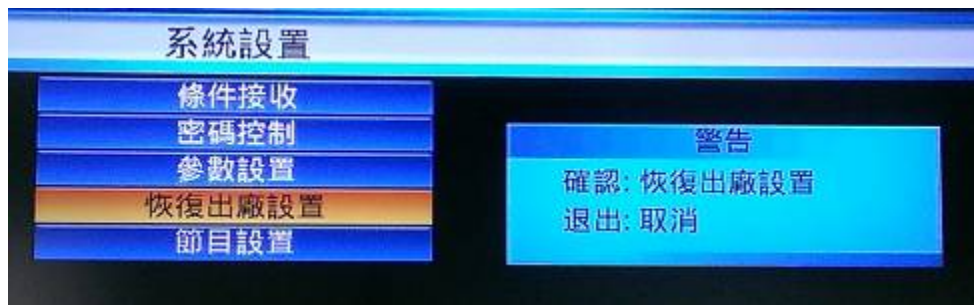 系統設置
條件接收
密碼控制
參數設置
恢復出廠設置
節目設置
警告
確認: 恢復出廠設置
退出: 取消